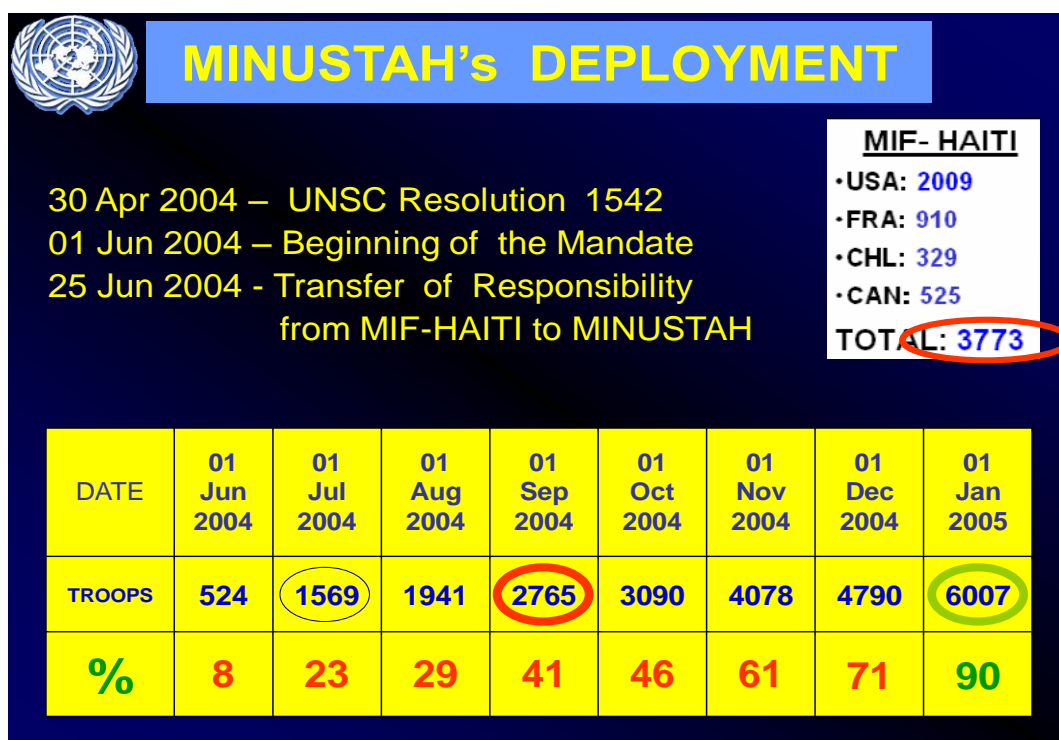 MINUSTAH’s DEPLOYMENT
MIF- HAITI
•USA: 2009
•FRA: 910
•CHL: 329
•CAN: 525
TOTAL: 3773
30 Apr 2004 – UNSC Resolution 1542
01 Jun 2004 – Beginning of the Mandate
25 Jun 2004 - Transfer of Responsibility
from MIF-HAITI to MINUSTAH
DATE 01 Jun 2004 01 Jul 2004 01 Aug 2004 01 Sep 2004 01 Oct 2004 01 Nov 2004 01 Dec 2004 01 Jan 2005
TROOPS 524 1569 1941 2765 3090 4078 4790 6007
% 8 23 29 41 46 61 71 90